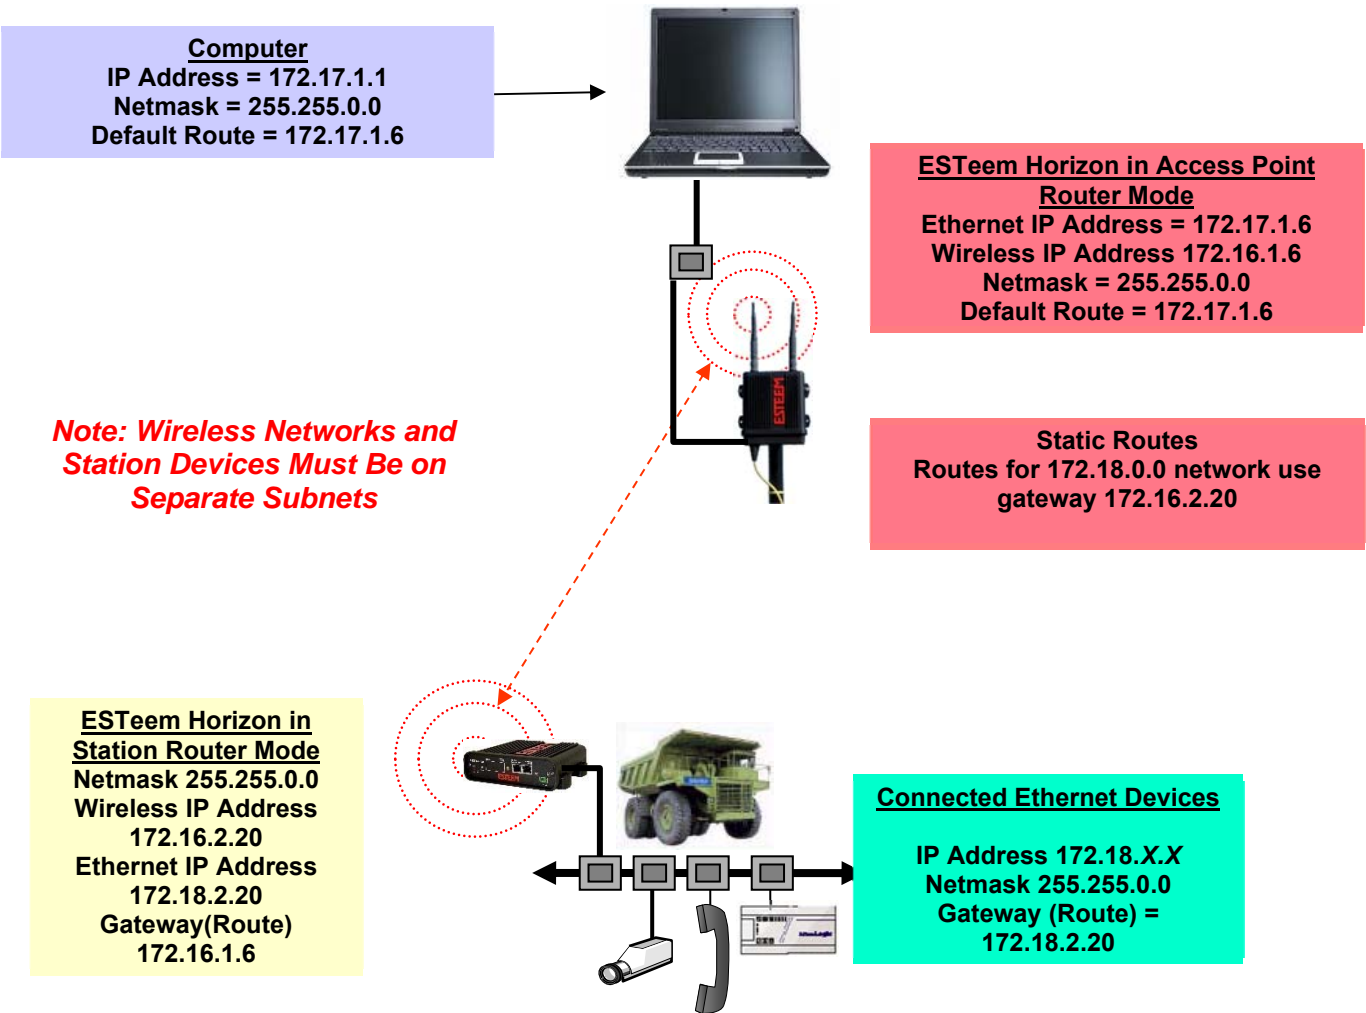 Computer
IP Address = 172.17.1.1
Netmask = 255.255.0.0
Default Route = 172.17.1.6
ESTeem Horizon in Access Point
Router Mode
Ethernet IP Address = 172.17.1.6
Wireless IP Address 172.16.1.6
Netmask = 255.255.0.0
Default Route = 172.17.1.6
ESTEEM
Note: Wireless Networks and
Station Devices Must Be on
Separate Subnets
Static Routes
Routes for 172.18.0.0 network use
gateway 172.16.2.20
ESTeem Horizon in
Station Router Mode
Netmask 255.255.0.0
Wireless IP Address
172.16.2.20
Ethernet IP Address
172.18.2.20
Gateway(Route)
172.16.1.6
ESTEEM
Connected Ethernet Devices
IP Address 172.18.X.X
Netmask 255.255.0.0
Gateway (Route) =
172.18.2.20